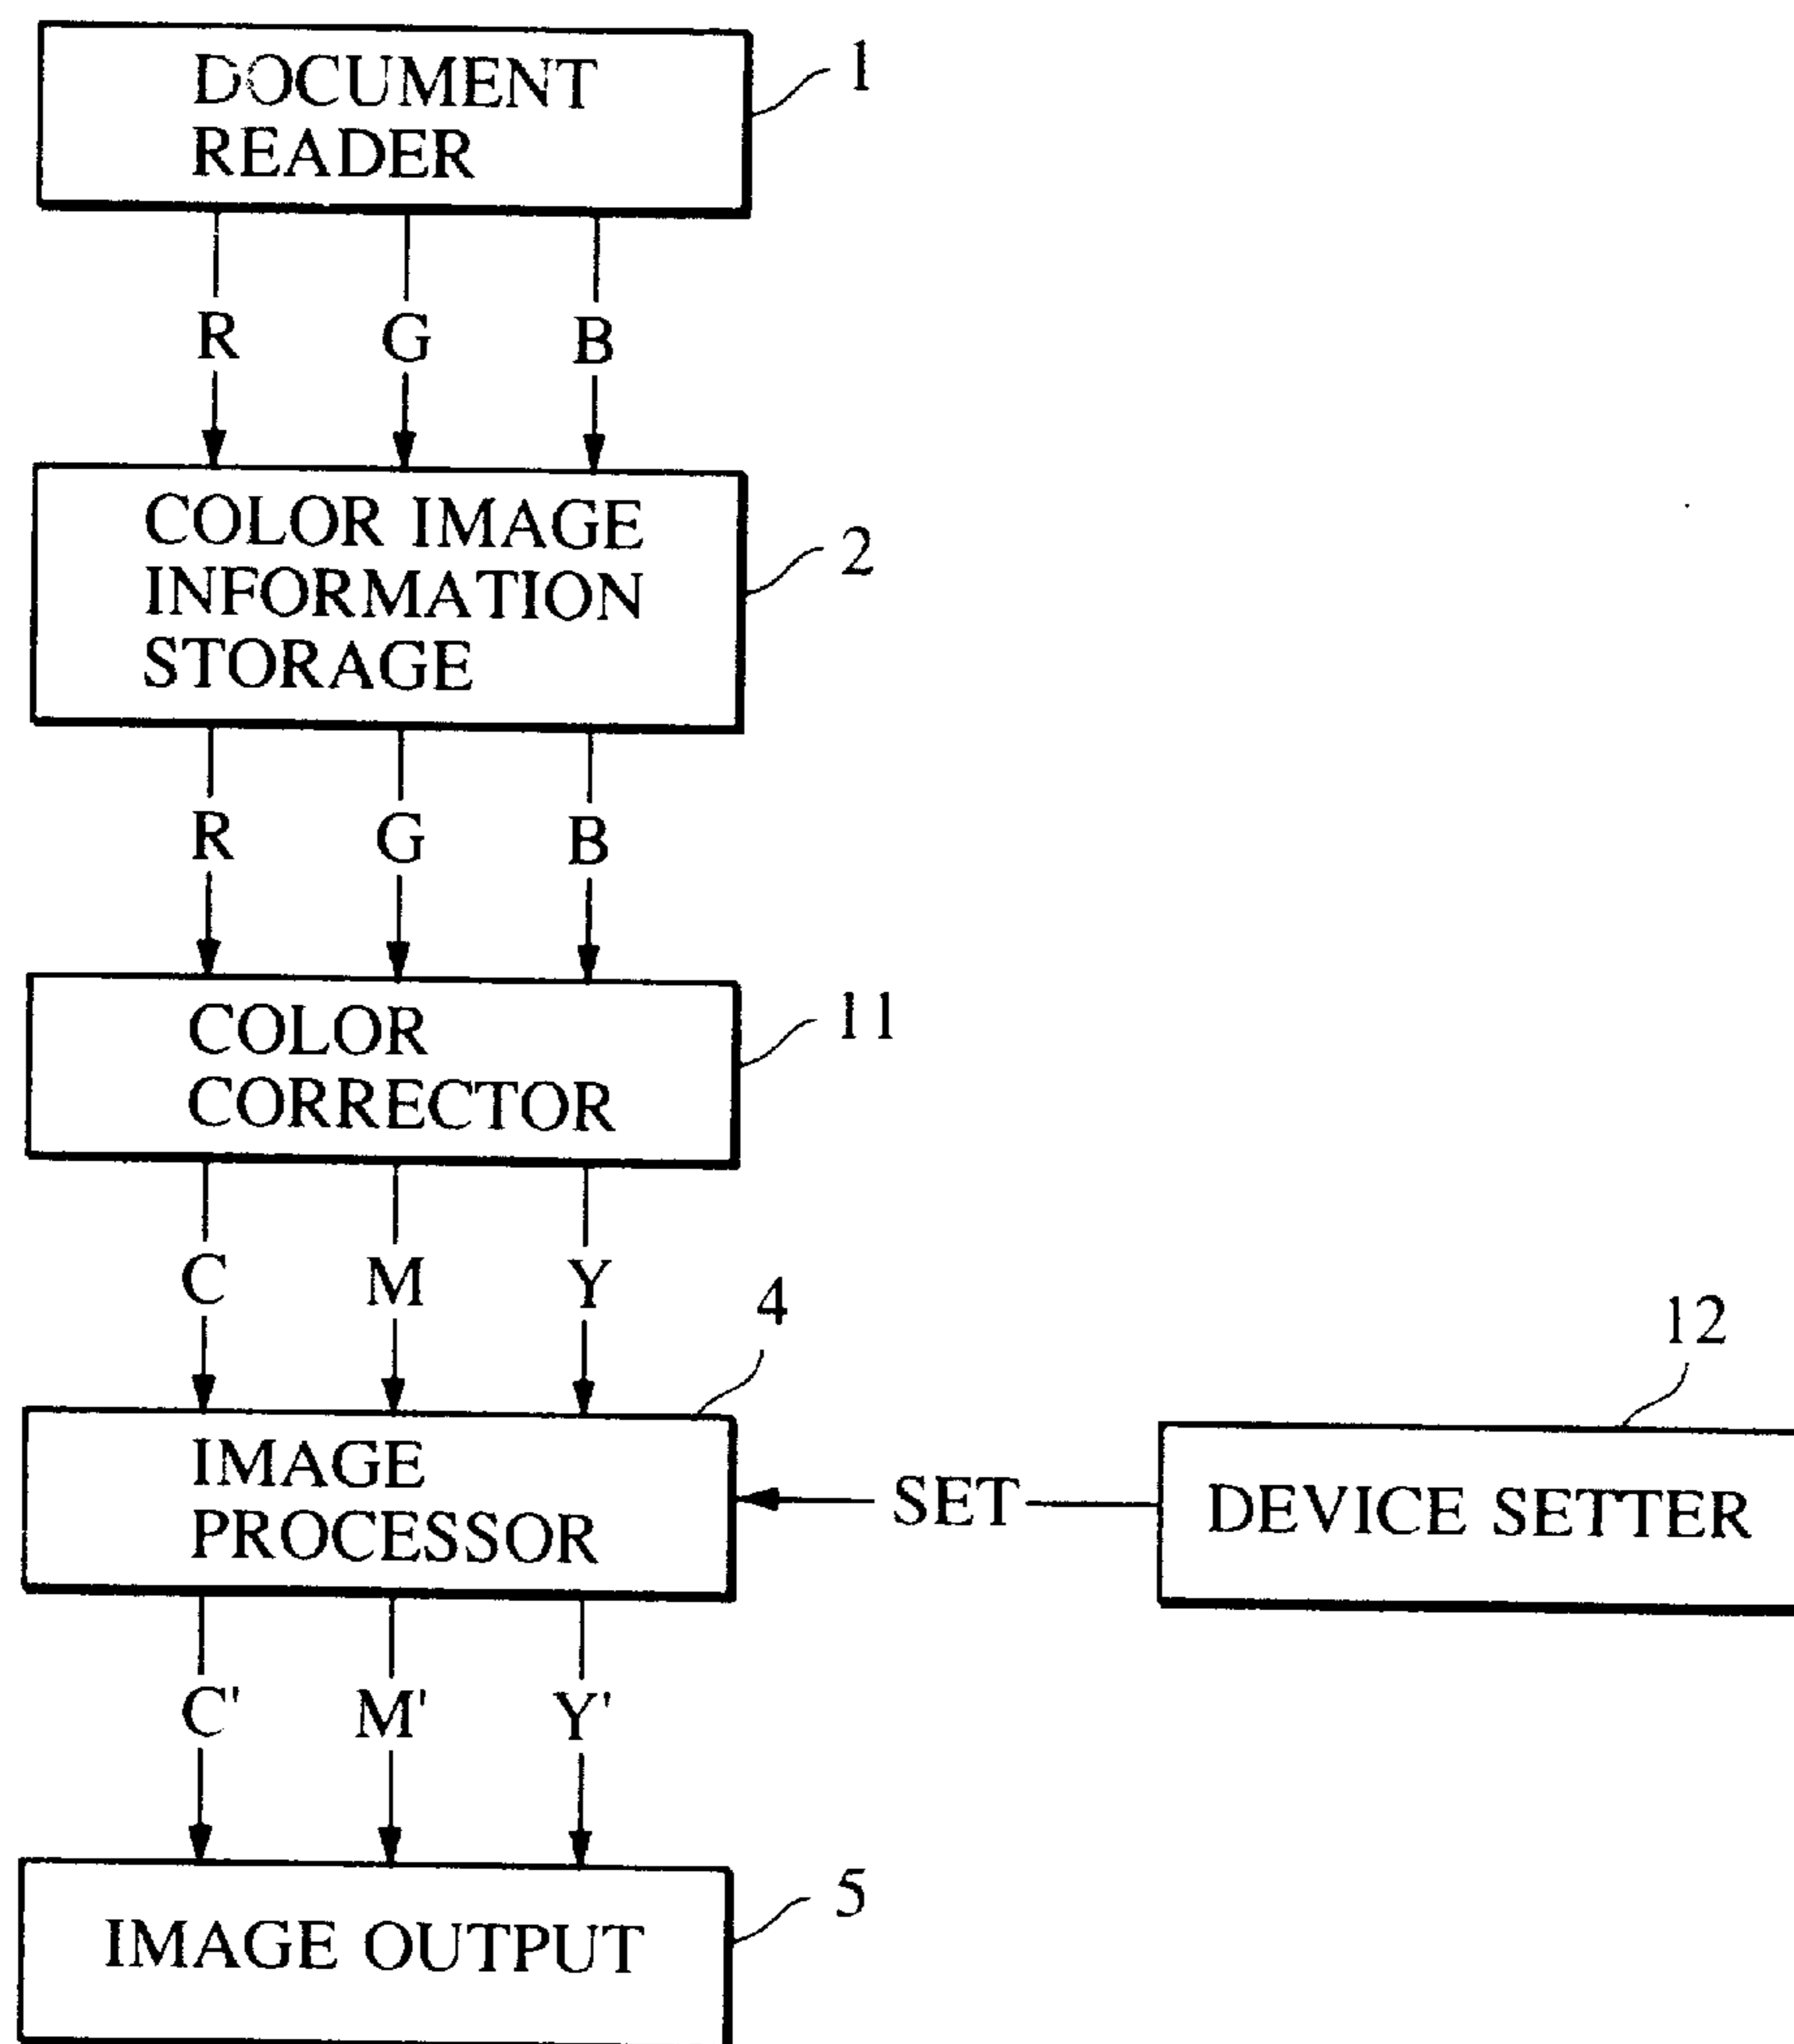 DOCUMENT
READER
1
R G B
COLOR IMAGE
INFORMATION
STORAGE
2
R G B
COLOR
CORRECTOR
11
C M Y
4
IMAGE
PROCESSOR
SET
12
DEVICE SETTER
C' M' Y'
IMAGE OUTPUT
5